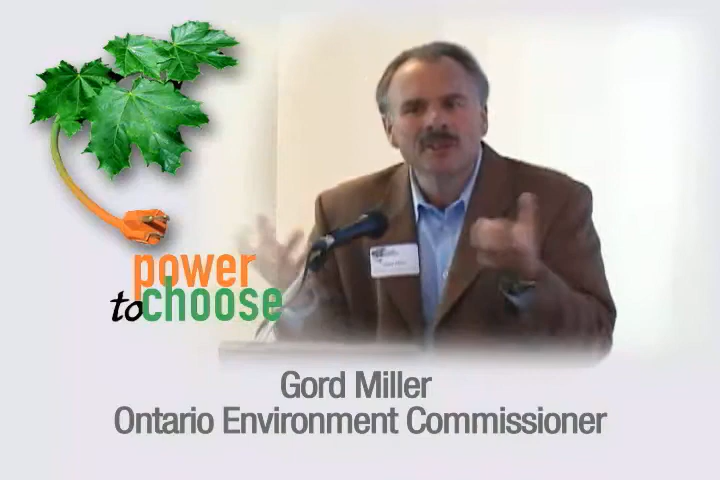 power
to choose
Gord Miller
Ontario Environment Commissioner